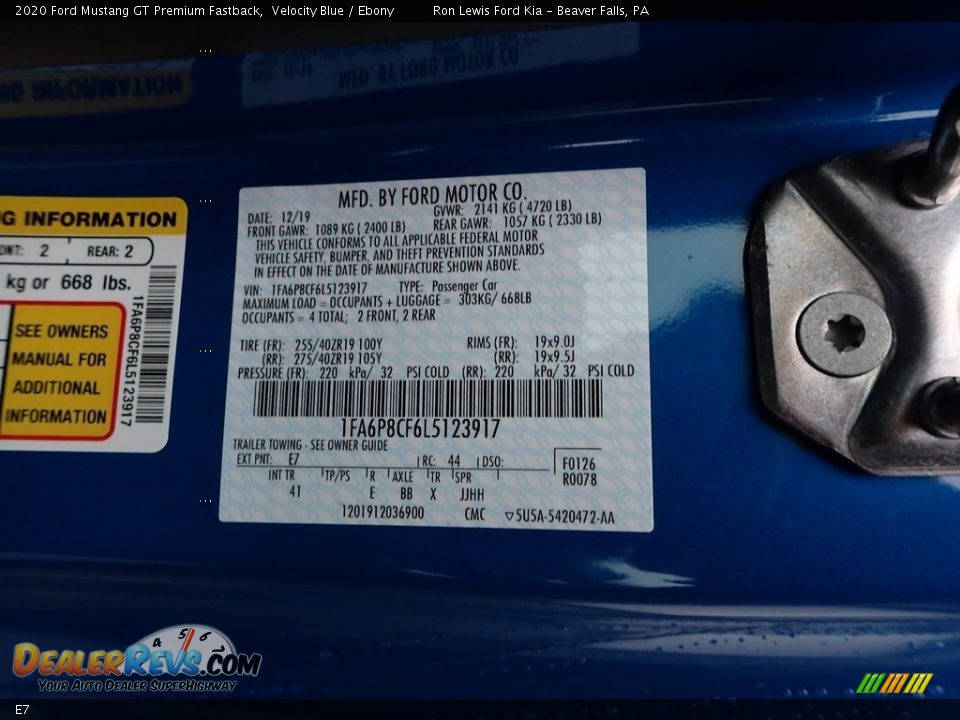 2020 Ford Mustang GT Premium Fastback,  Velocity Blue / Ebony
Ron Lewis Ford Kia - Beaver Falls, PA
MFD. BY FORD MOTOR CO.
DATE: 12/19
GVWR: 2141 KG ( 4720 LB)
FRONT GAWR: 1089 KG ( 2400 LB)
REAR GAWR: 1057 KG ( 2330 LB)
THIS VEHICLE CONFORMS TO ALL APPLICABLE FEDERAL MOTOR
VEHICLE SAFETY, BUMPER, AND THEFT PREVENTION STANDARDS
IN EFFECT ON THE DATE OF MANUFACTURE SHOWN ABOVE.
VIN: 1FA6P8CF6L5123917 TYPE: Passenger Car
MAXIMUM LOAD = OCCUPANTS + LUGGAGE = 303KG/ 668LB
OCCUPANTS = 4 TOTAL; 2 FRONT, 2 REAR
TIRE (FR): 255/40ZR19 100Y RIMS (FR): 19x9.0J
(RR): 275/40ZR19 105Y (RR): 19x9.5J
PRESSURE (FR): 220 kPa/ 32 PSI COLD (RR): 220 kPa/ 32 PSI COLD
1FA6P8CF6L5123917
TRAILER TOWING - SEE OWNER GUIDE
EXT PNT: E7 RC: 44 DSO:
F0126
R0078
INT TR TP/PS R AXLE TR SPR
41 E BB X JJHH
1201912036900 CMC ▽5U5A-5420472-AA
G INFORMATION
ONT: 2 REAR: 2
kg or 668 lbs.
SEE OWNERS
MANUAL FOR
ADDITIONAL
INFORMATION
1FA6P8CF6L5123917
4 5 6
DEALERREVS.COM
YOUR AUTO DEALER SUPERHIGHWAY
E7